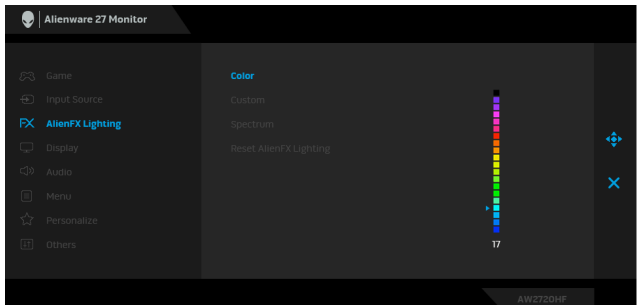 Alienware 27 Monitor
Game
Input Source
FX AlienFX Lighting
Display
Audio
Menu
Personalize
Others
Color
Custom
Spectrum
Reset AlienFX Lighting
17
AW2720HF